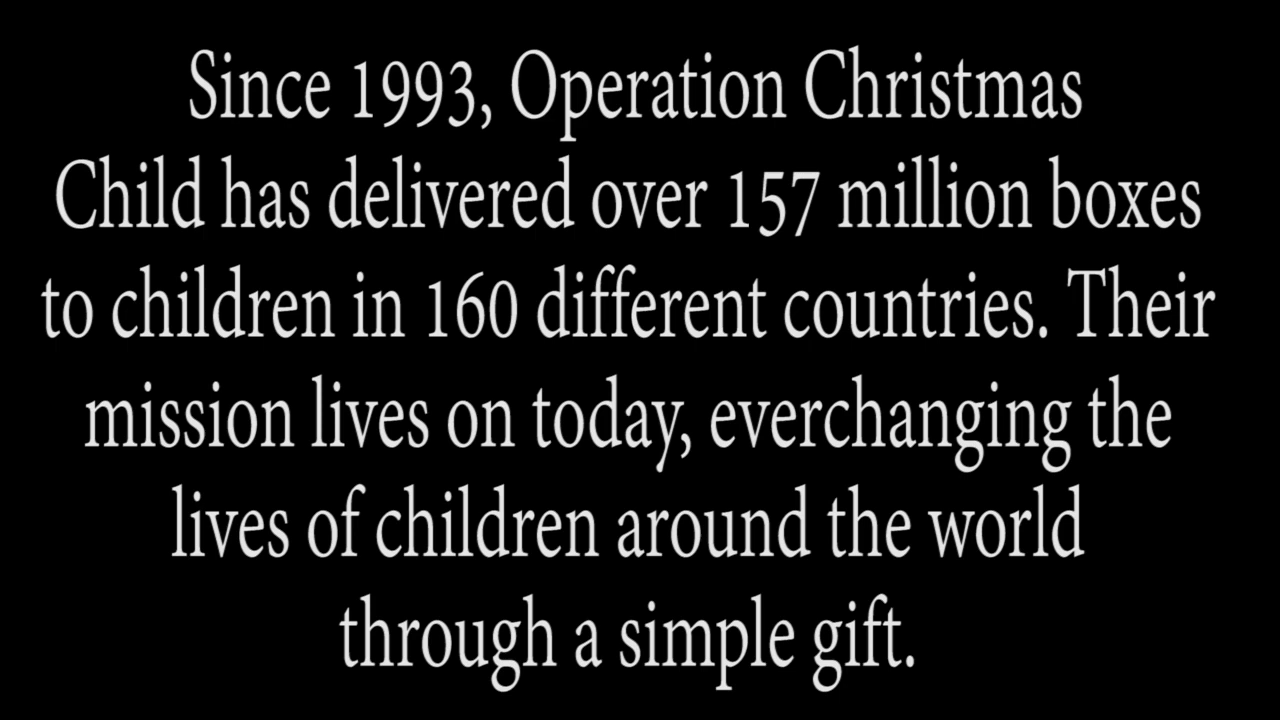 Since 1993, Operation Christmas
Child has delivered over 157 million boxes
to children in 160 different countries. Their
mission lives on today, everchanging the
lives of children around the world
through a simple gift.